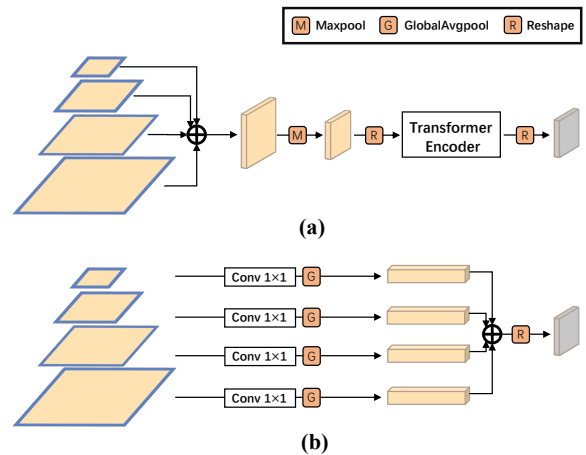 M Maxpool G GlobalAvgpool R Reshape
M R Transformer Encoder R
(a)
Conv 1×1 G
Conv 1×1 G
R
Conv 1×1 G
Conv 1×1 G
(b)